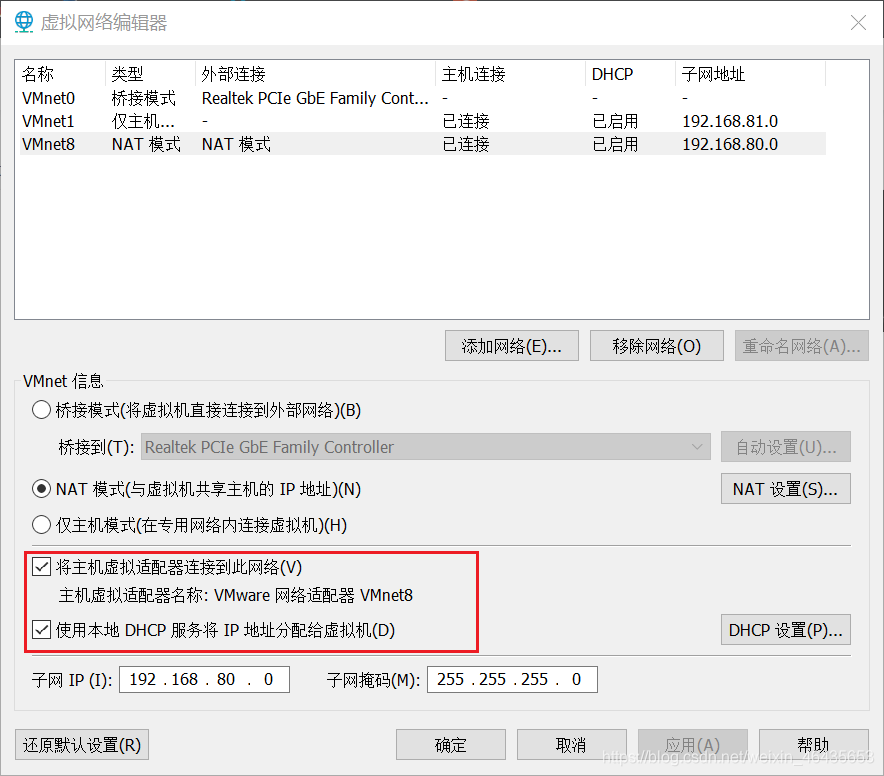 虚拟网络编辑器
名称 类型 外部连接 主机连接 DHCP 子网地址
VMnet0 桥接模式 Realtek PCIe GbE Family Cont... - - -
VMnet1 仅主机... - 已连接 已启用 192.168.81.0
VMnet8 NAT 模式 NAT 模式 已连接 已启用 192.168.80.0
添加网络(E)... 移除网络(O) 重命名网络(A)...
VMnet 信息
桥接模式(将虚拟机直接连接到外部网络)(B)
桥接到(T): Realtek PCIe GbE Family Controller 自动设置(U)...
NAT 模式(与虚拟机共享主机的 IP 地址)(N) NAT 设置(S)...
仅主机模式(在专用网络内连接虚拟机)(H)
将主机虚拟适配器连接到此网络(V)
主机虚拟适配器名称: VMware 网络适配器 VMnet8
使用本地 DHCP 服务将 IP 地址分配给虚拟机(D) DHCP 设置(P)...
子网 IP (I): 192 . 168 . 80 . 0 子网掩码(M): 255 . 255 . 255 . 0
还原默认设置(R) 确定 取消 应用(A) 帮助